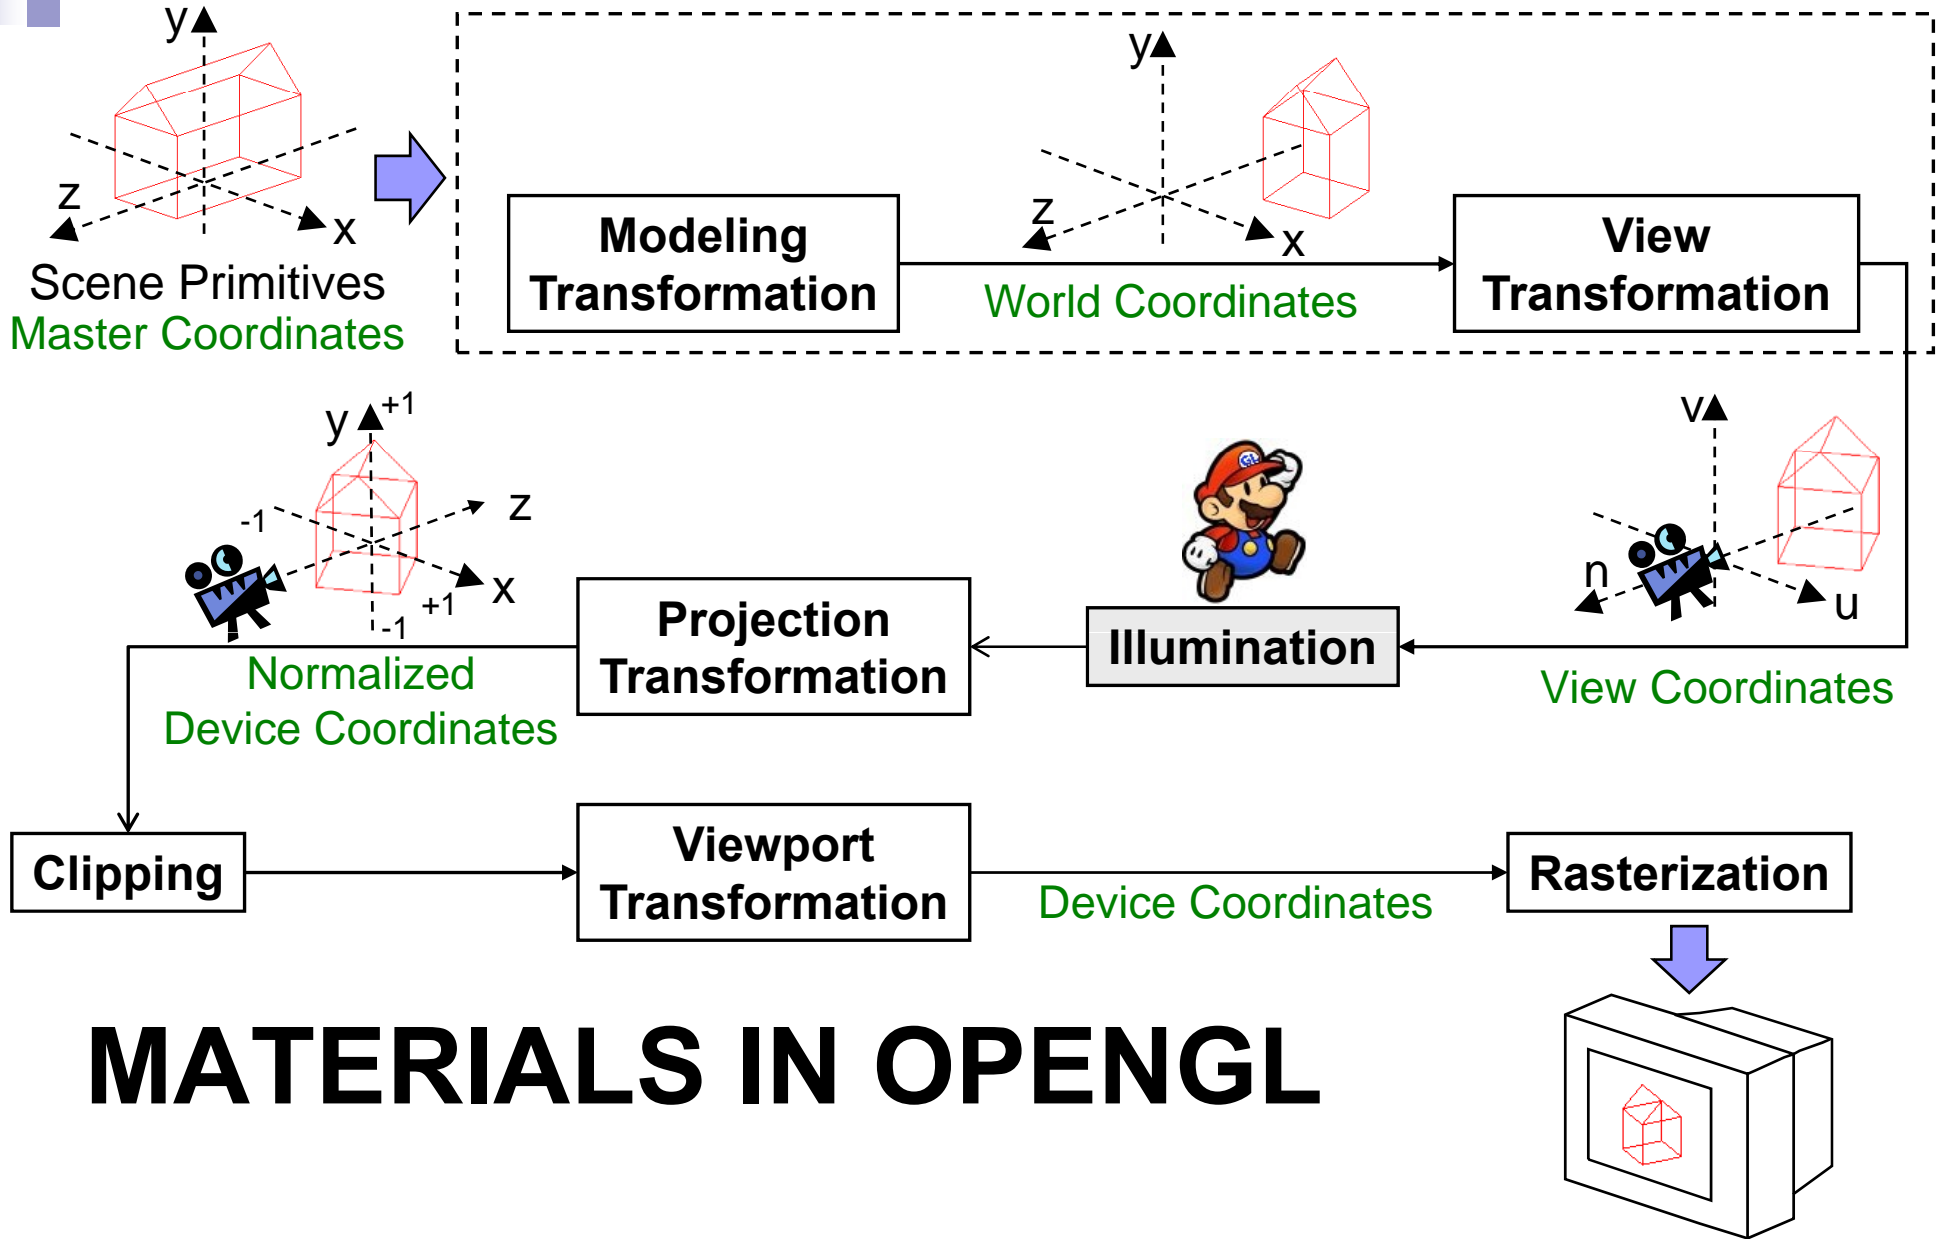 y
z
x
Scene Primitives
Master Coordinates
Modeling
Transformation
y
z
x
World Coordinates
View
Transformation
y
+1
-1
z
x
+1
-1
Normalized
Device Coordinates
Projection
Transformation
GL
Illumination
v
n
u
View Coordinates
Clipping
Viewport
Transformation
Device Coordinates
Rasterization
MATERIALS IN OPENGL